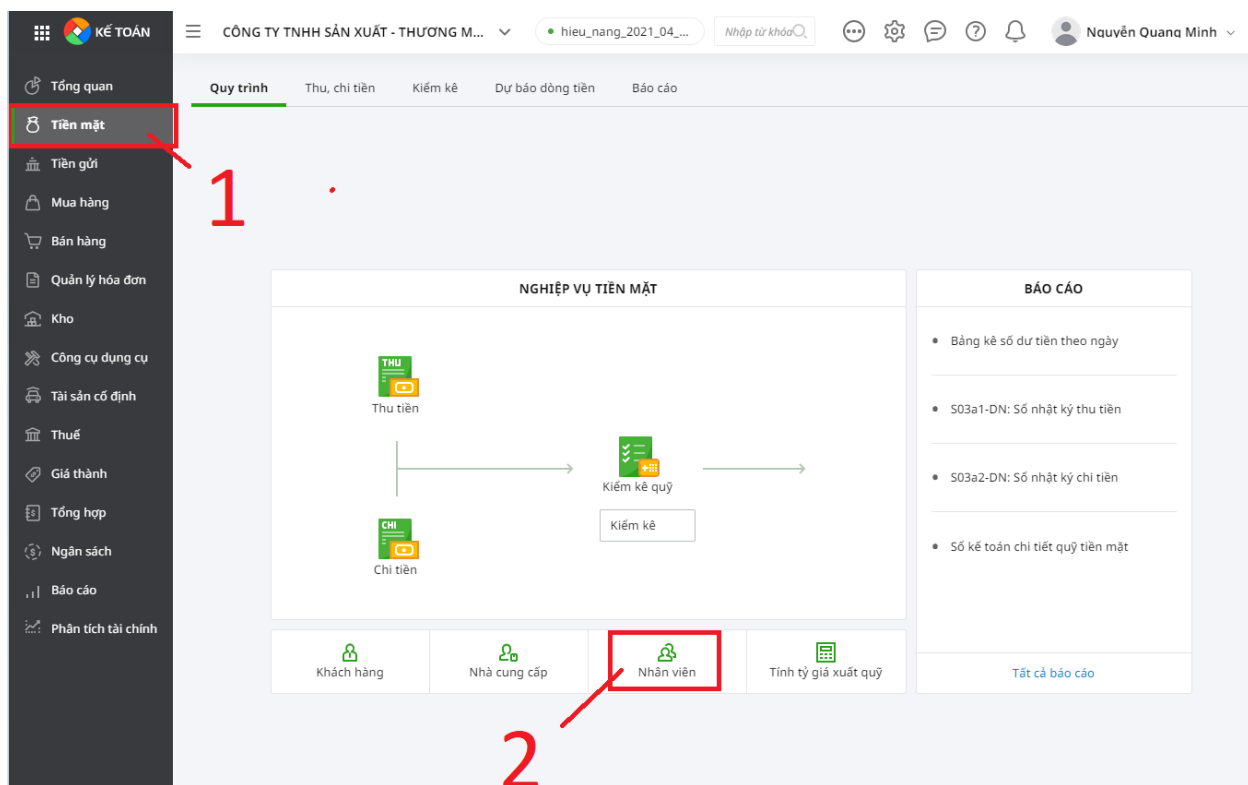 KẾ TOÁN
CÔNG TY TNHH SẢN XUẤT - THƯƠNG M...
hieu_nang_2021_04_...
Nhập từ khóa
Nguyễn Quang Minh
Tổng quan
Tiền mặt
Tiền gửi
Mua hàng
Bán hàng
Quản lý hóa đơn
Kho
Công cụ dụng cụ
Tài sản cố định
Thuế
Giá thành
Tổng hợp
Ngân sách
Báo cáo
Phân tích tài chính
Quy trình
Thu, chi tiền
Kiểm kê
Dự báo dòng tiền
Báo cáo
1
NGHIỆP VỤ TIỀN MẶT
THU
Thu tiền
Kiểm kê quỹ
Kiểm kê
CHI
Chi tiền
Khách hàng
Nhà cung cấp
Nhân viên
Tính tỷ giá xuất quỹ
2
BÁO CÁO
Bảng kê số dư tiền theo ngày
S03a1-DN: Sổ nhật ký thu tiền
S03a2-DN: Sổ nhật ký chi tiền
Sổ kế toán chi tiết quỹ tiền mặt
Tất cả báo cáo